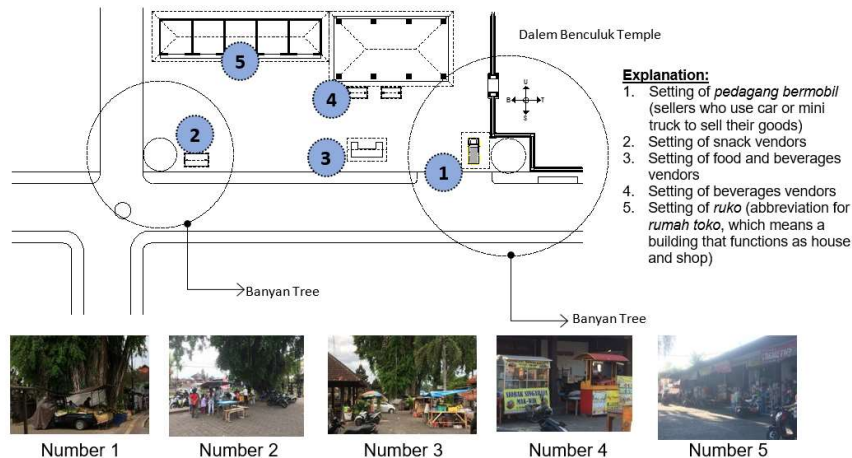 Dalem Benculuk Temple
U
B T
S
5
4
2
3
1
Banyan Tree
Banyan Tree
Explanation:
1. Setting of pedagang bermobil
(sellers who use car or mini
truck to sell their goods)
2. Setting of snack vendors
3. Setting of food and beverages
vendors
4. Setting of beverages vendors
5. Setting of ruko (abbreviation for
rumah toko, which means a
building that functions as house
and shop)
Number 1
Number 2
Number 3
Number 4
Number 5